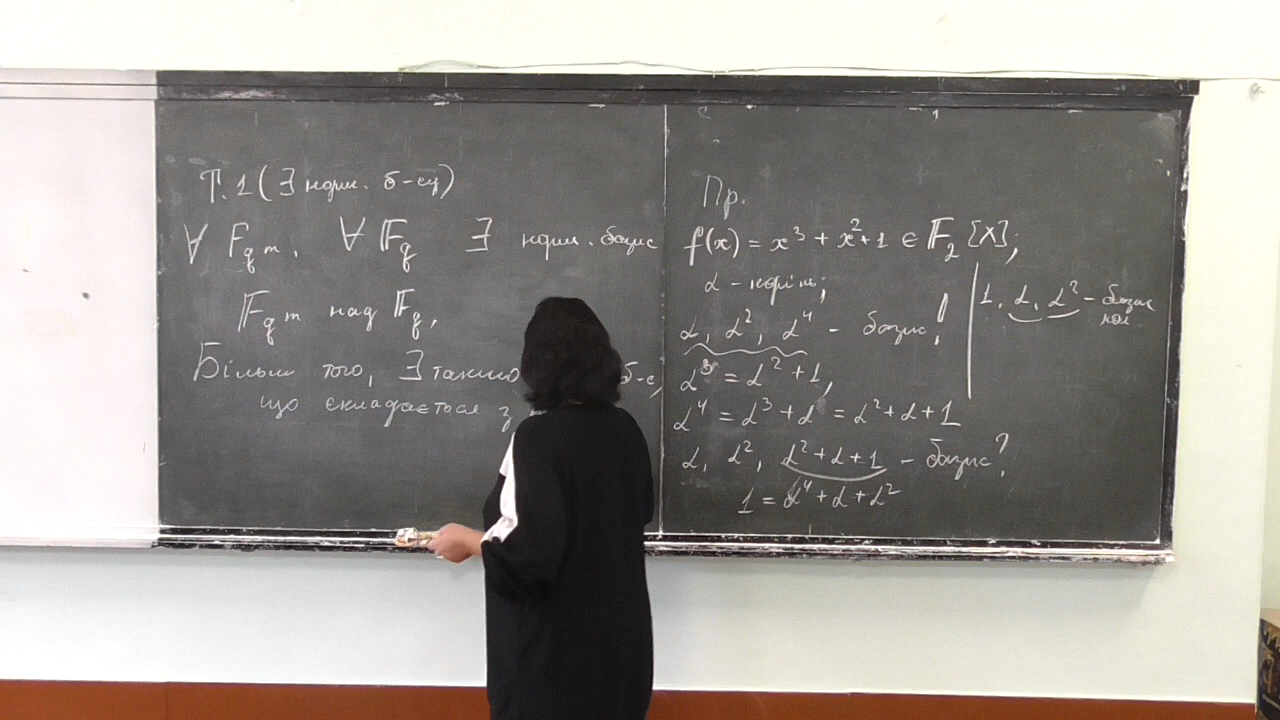 Т.1 (∃ норм. б-су)
∀ F_{q^m}, ∀ 𝔽_q ∃ норм. базис
𝔽_{q^m} над 𝔽_q,
Більш того, ∃ такий б-с,
що складається з
Пр.
f(x) = x³ + x² + 1 ∈ 𝔽₂[X];
α - корінь;
α, α², α⁴ - базис!
α³ = α² + 1,
α⁴ = α³ + α = α² + α + 1
α, α², α² + α + 1 - базис?
1 = α⁴ + α + α²
1, α, α² - базис